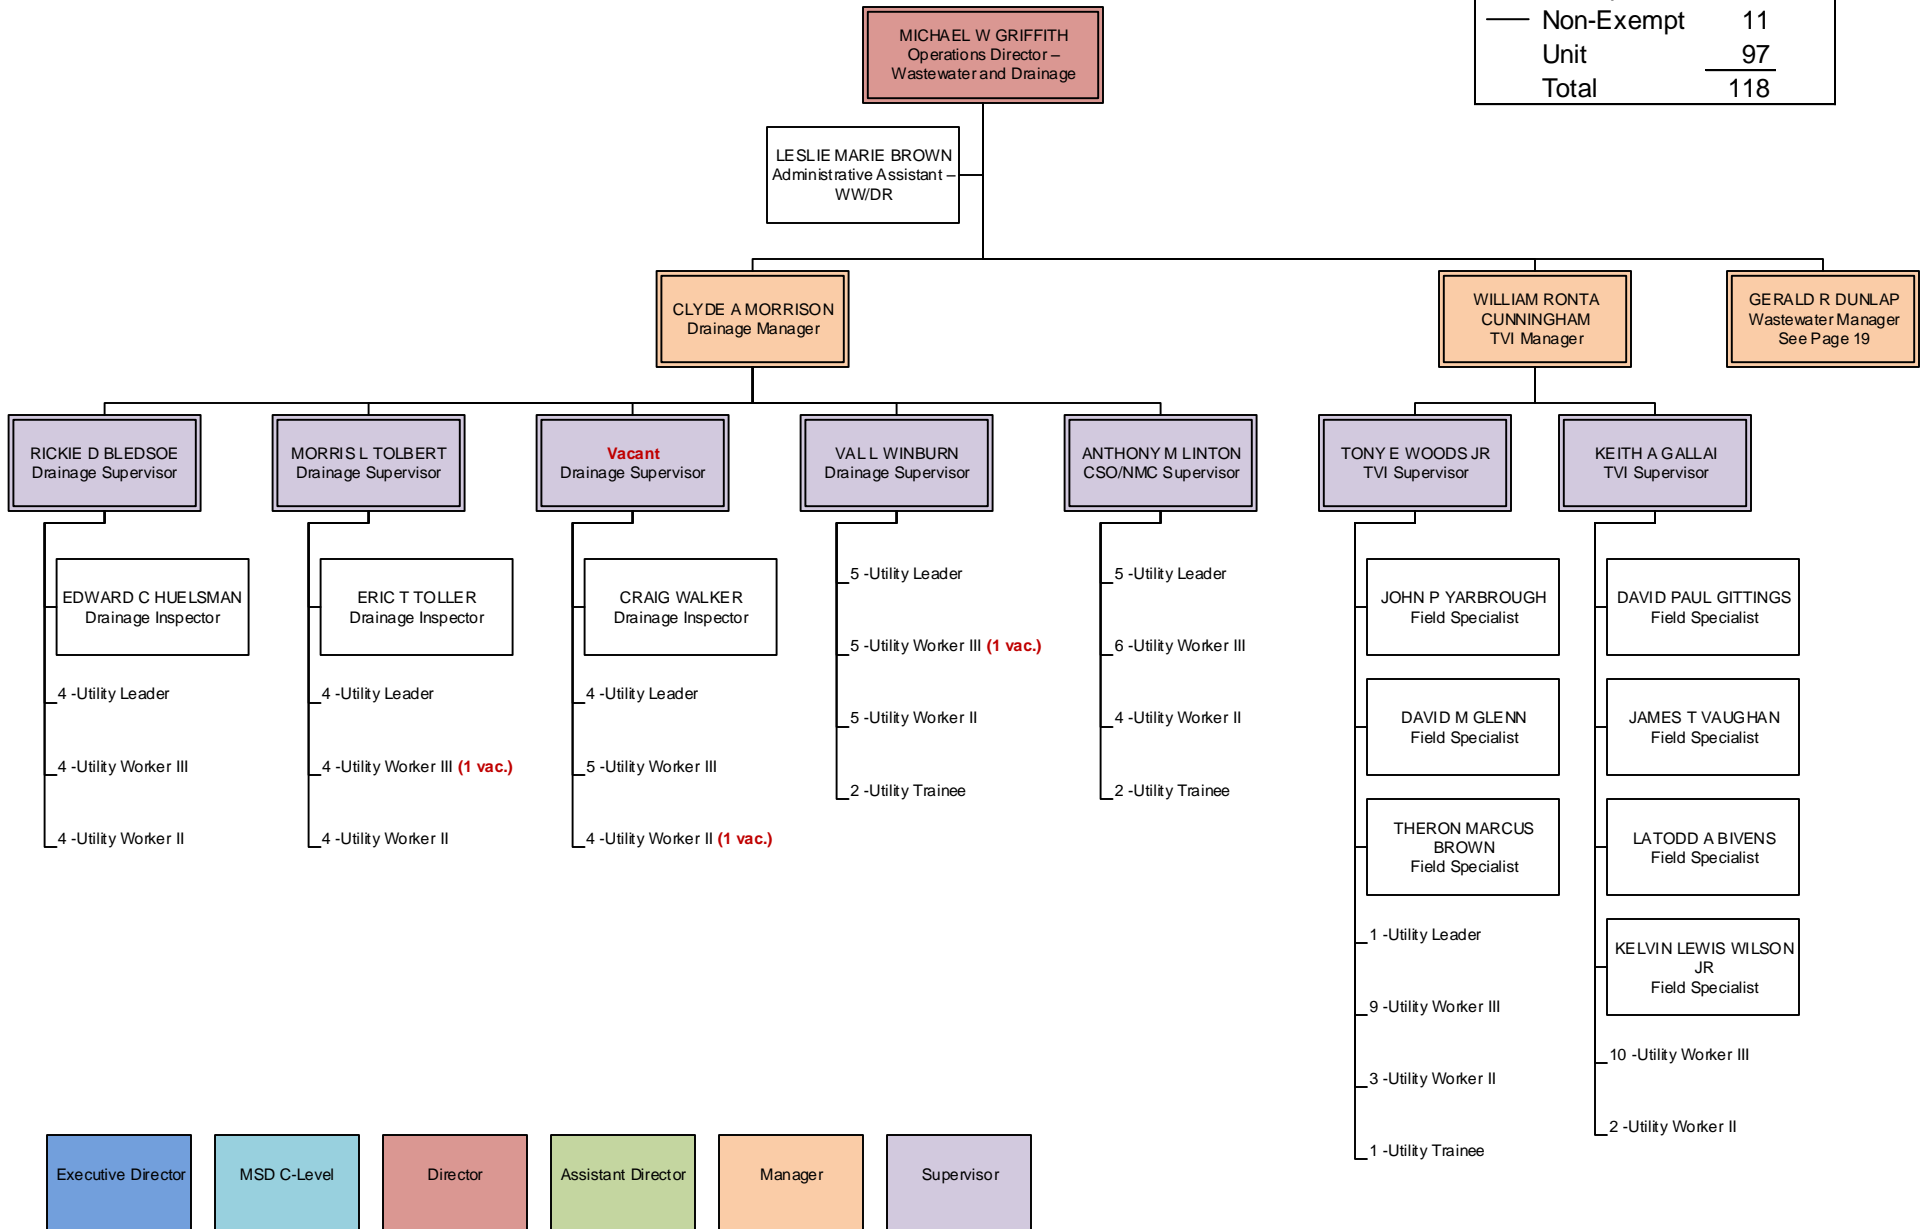 Non-Exempt 11
Unit 97
Total 118
MICHAEL W GRIFFITH
Operations Director –
Wastewater and Drainage
LESLIE MARIE BROWN
Administrative Assistant –
WW/DR
CLYDE A MORRISON
Drainage Manager
WILLIAM RONTA
CUNNINGHAM
TVI Manager
GERALD R DUNLAP
Wastewater Manager
See Page 19
RICKIE D BLEDSOE
Drainage Supervisor
MORRIS L TOLBERT
Drainage Supervisor
Vacant
Drainage Supervisor
VAL L WINBURN
Drainage Supervisor
ANTHONY M LINTON
CSO/NMC Supervisor
TONY E WOODS JR
TVI Supervisor
KEITH A GALLAI
TVI Supervisor
EDWARD C HUELSMAN
Drainage Inspector
4 -Utility Leader
4 -Utility Worker III
4 -Utility Worker II
ERIC T TOLLER
Drainage Inspector
4 -Utility Leader
4 -Utility Worker III (1 vac.)
4 -Utility Worker II
CRAIG WALKER
Drainage Inspector
4 -Utility Leader
5 -Utility Worker III
4 -Utility Worker II (1 vac.)
5 -Utility Leader
5 -Utility Worker III (1 vac.)
5 -Utility Worker II
2 -Utility Trainee
5 -Utility Leader
6 -Utility Worker III
4 -Utility Worker II
2 -Utility Trainee
JOHN P YARBROUGH
Field Specialist
DAVID M GLENN
Field Specialist
THERON MARCUS
BROWN
Field Specialist
1 -Utility Leader
9 -Utility Worker III
3 -Utility Worker II
1 -Utility Trainee
DAVID PAUL GITTINGS
Field Specialist
JAMES T VAUGHAN
Field Specialist
LATODD A BIVENS
Field Specialist
KELVIN LEWIS WILSON
JR
Field Specialist
10 -Utility Worker III
2 -Utility Worker II
Executive Director
MSD C-Level
Director
Assistant Director
Manager
Supervisor